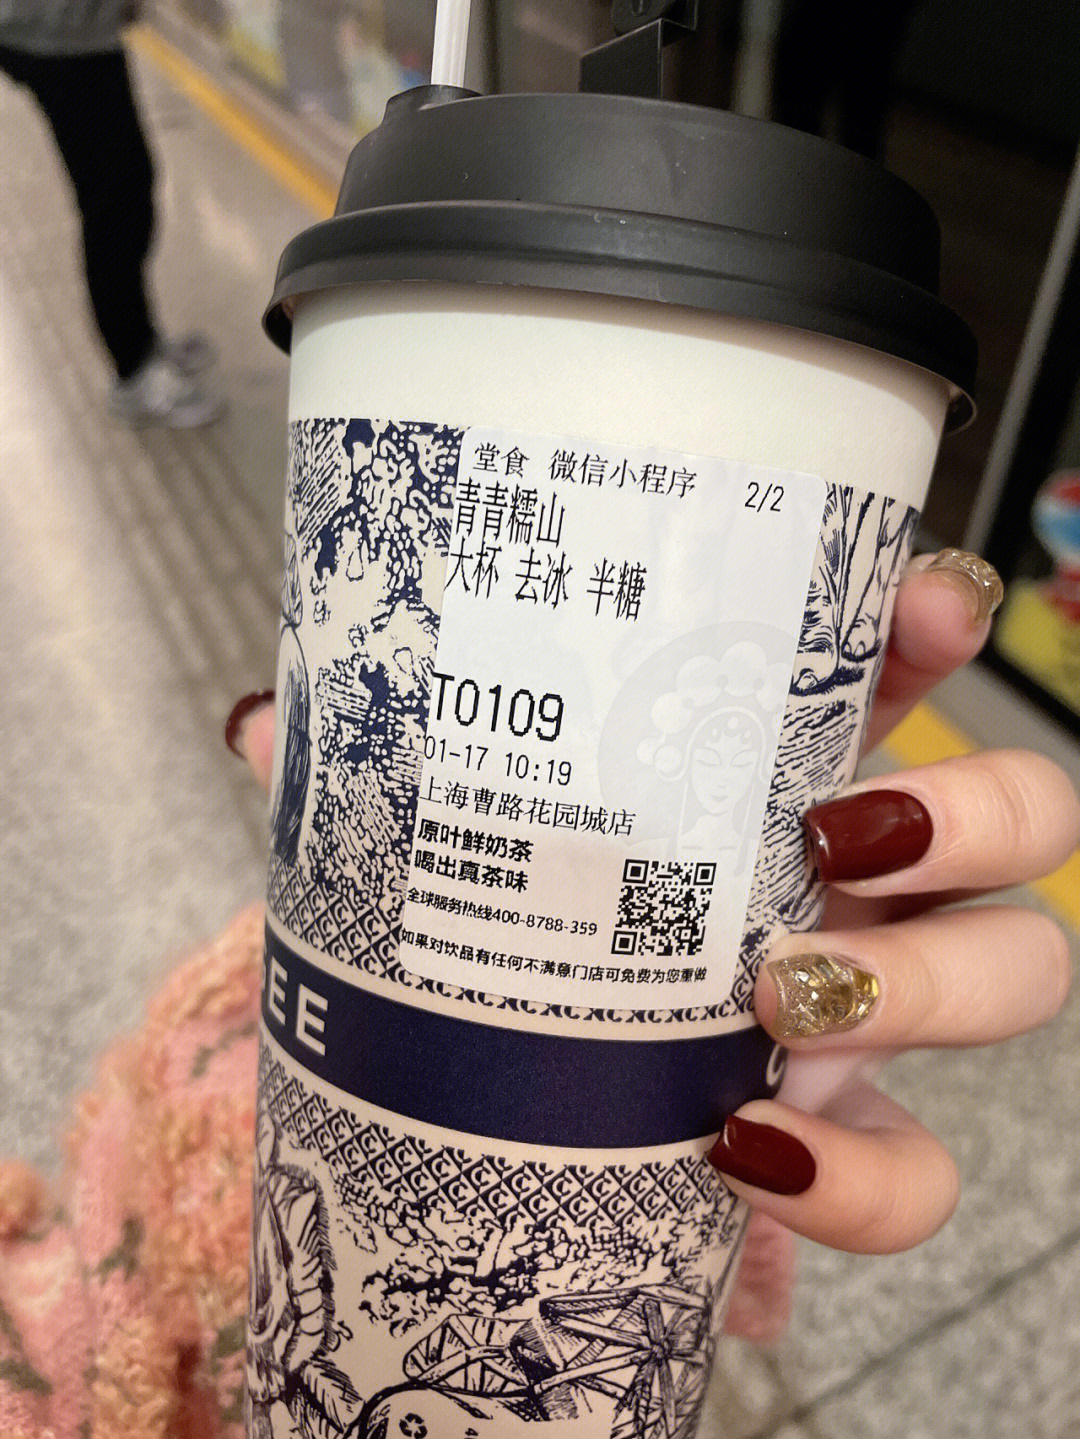 堂食 微信小程序 2/2
青青糯山
大杯 去冰 半糖
T0109
01-17 10:19
上海曹路花园城店
原叶鲜奶茶
喝出真茶味
全球服务热线400-8788-359
如果对饮品有任何不满意门店可免费为您重做
EE